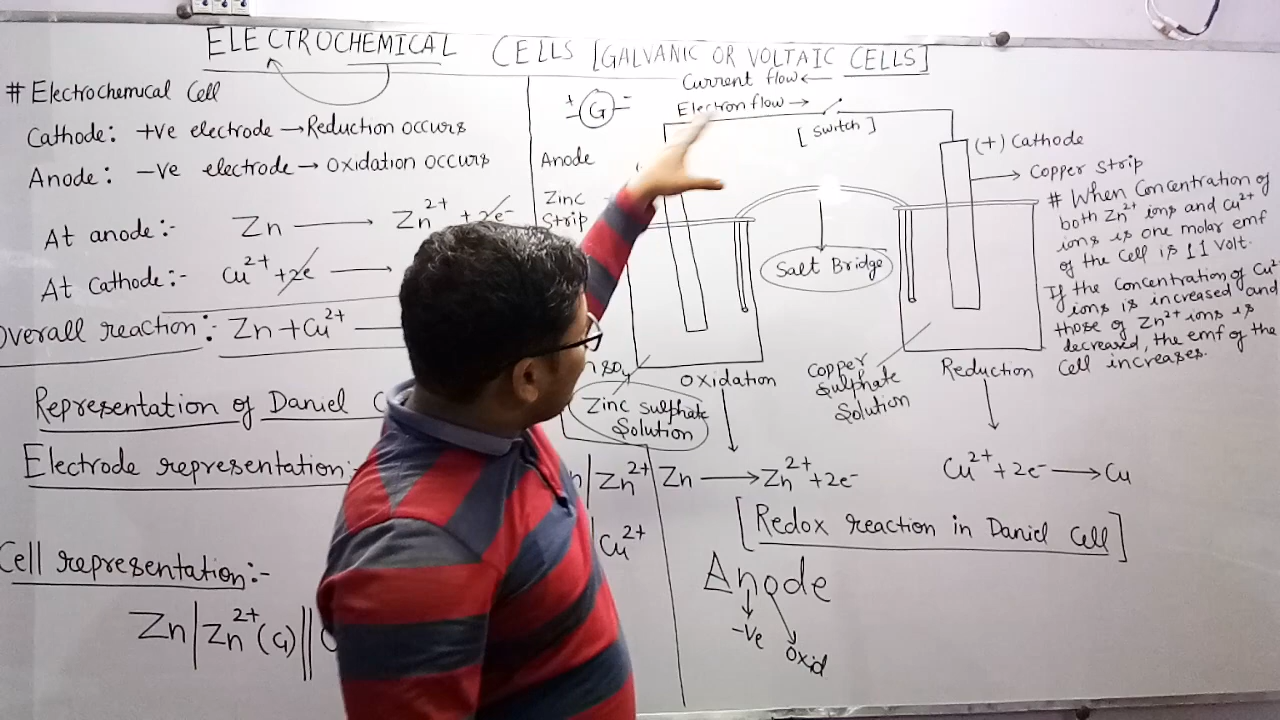 ELECTROCHEMICAL CELLS [GALVANIC OR VOLTAIC CELLS]
# Electrochemical Cell
Cathode: +ve electrode → Reduction occurs
Anode: -ve electrode → Oxidation occurs
At anode:- Zn → Zn2+ + 2e-
At cathode:- Cu2+ + 2e →
Overall reaction:- Zn + Cu2+
Representation of Daniel C
Electrode representation:-
n | Zn2+
| Cu2+
Cell representation:-
Zn | Zn2+ (C1) ||
Current flow ←
+ G -
Electron flow →
[ Switch ]
Anode
Zinc
Strip
(+) Cathode
→ Copper strip
Salt Bridge
n SO4
Zinc sulphate
Solution
Oxidation
Copper
Sulphate
Solution
Reduction
# When Concentration of
both Zn2+ ions and Cu2+
ions is one molar emf
of the cell is 1.1 volt.
If the concentration of Cu2+
ions is increased and
those of Zn2+ ions is
decreased, the emf of the
cell increases.
Zn → Zn2+ + 2e-
Cu2+ + 2e- → Cu
[Redox reaction in Daniel Cell]
Anode
-ve
Oxid